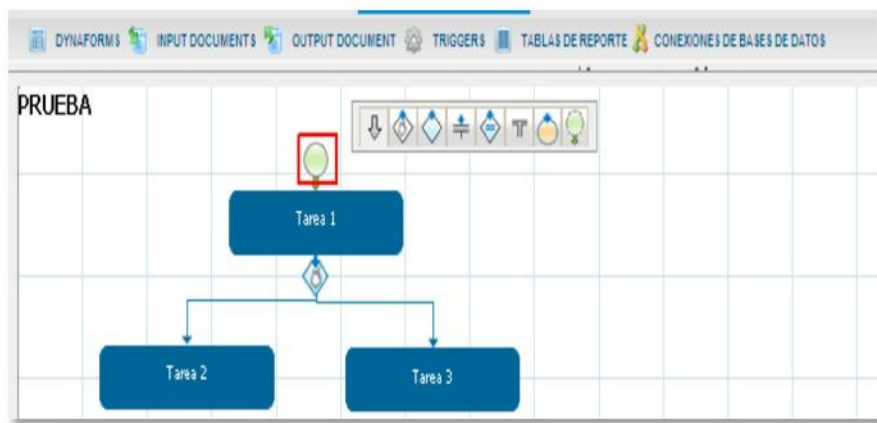 DYNAFORMS INPUT DOCUMENTS OUTPUT DOCUMENT TRIGGERS TABLAS DE REPORTE CONEXIONES DE BASES DE DATOS
PRUEBA
Tarea 1
Tarea 2 Tarea 3